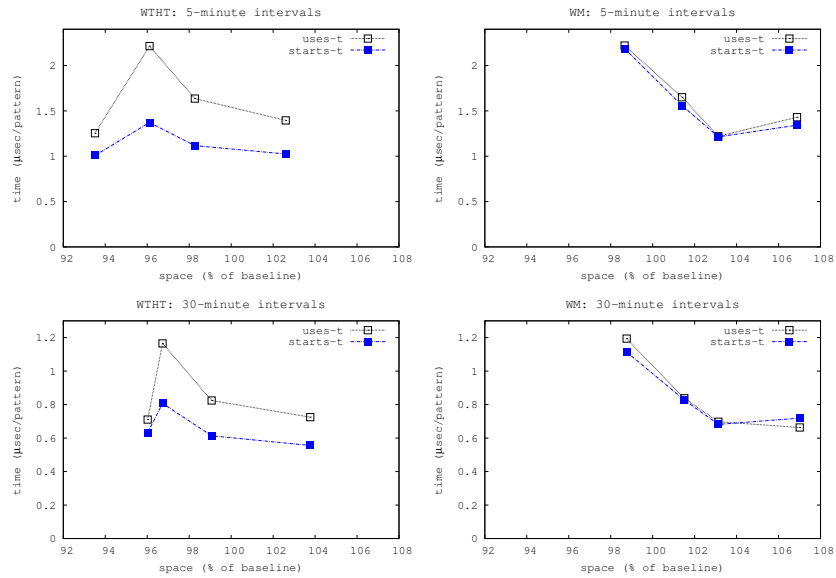 WTHT: 5-minute intervals
uses-t
starts-t
2
1.5
1
0.5
0
time (µsec/pattern)
92 94 96 98 100 102 104 106 108
space (% of baseline)
WM: 5-minute intervals
uses-t
starts-t
2
1.5
1
0.5
0
time (µsec/pattern)
92 94 96 98 100 102 104 106 108
space (% of baseline)
WTHT: 30-minute intervals
uses-t
starts-t
1.2
1
0.8
0.6
0.4
0.2
0
time (µsec/pattern)
92 94 96 98 100 102 104 106 108
space (% of baseline)
WM: 30-minute intervals
uses-t
starts-t
1.2
1
0.8
0.6
0.4
0.2
0
time (µsec/pattern)
92 94 96 98 100 102 104 106 108
space (% of baseline)